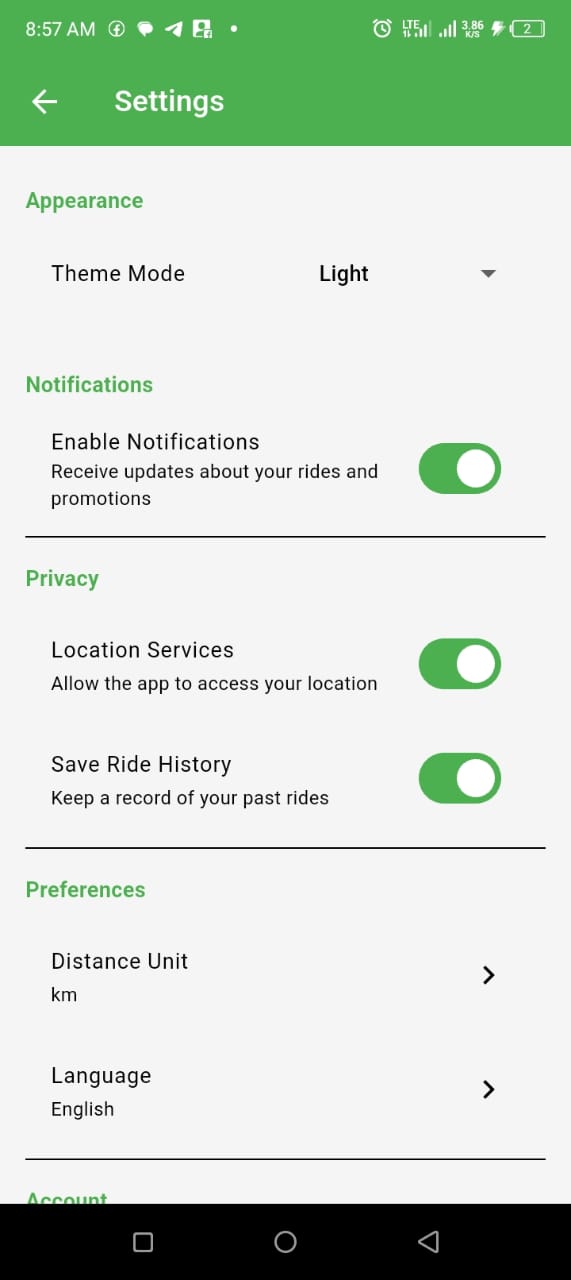 8:57 AM
LTE
3.86
K/S
2
Settings
Appearance
Theme Mode
Light
Notifications
Enable Notifications
Receive updates about your rides and
promotions
Privacy
Location Services
Allow the app to access your location
Save Ride History
Keep a record of your past rides
Preferences
Distance Unit
km
Language
English
Account